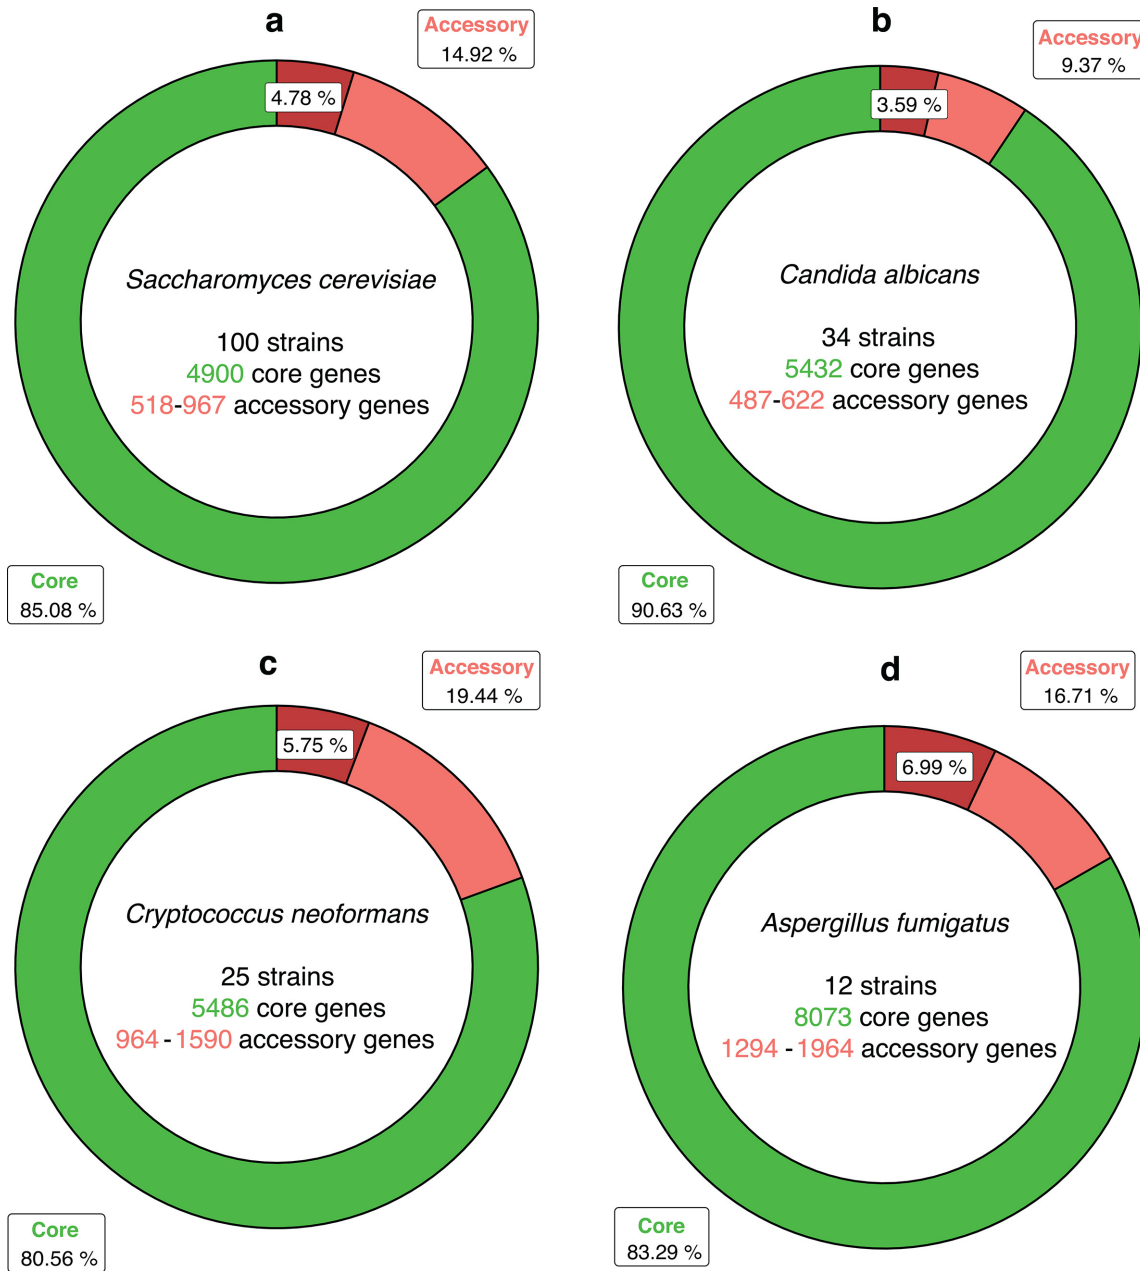 a
Accessory
14.92 %
4.78 %
Saccharomyces cerevisiae
100 strains
4900 core genes
518-967 accessory genes
Core
85.08 %
b
Accessory
9.37 %
3.59 %
Candida albicans
34 strains
5432 core genes
487-622 accessory genes
Core
90.63 %
c
Accessory
19.44 %
5.75 %
Cryptococcus neoformans
25 strains
5486 core genes
964 - 1590 accessory genes
Core
80.56 %
d
Accessory
16.71 %
6.99 %
Aspergillus fumigatus
12 strains
8073 core genes
1294 - 1964 accessory genes
Core
83.29 %